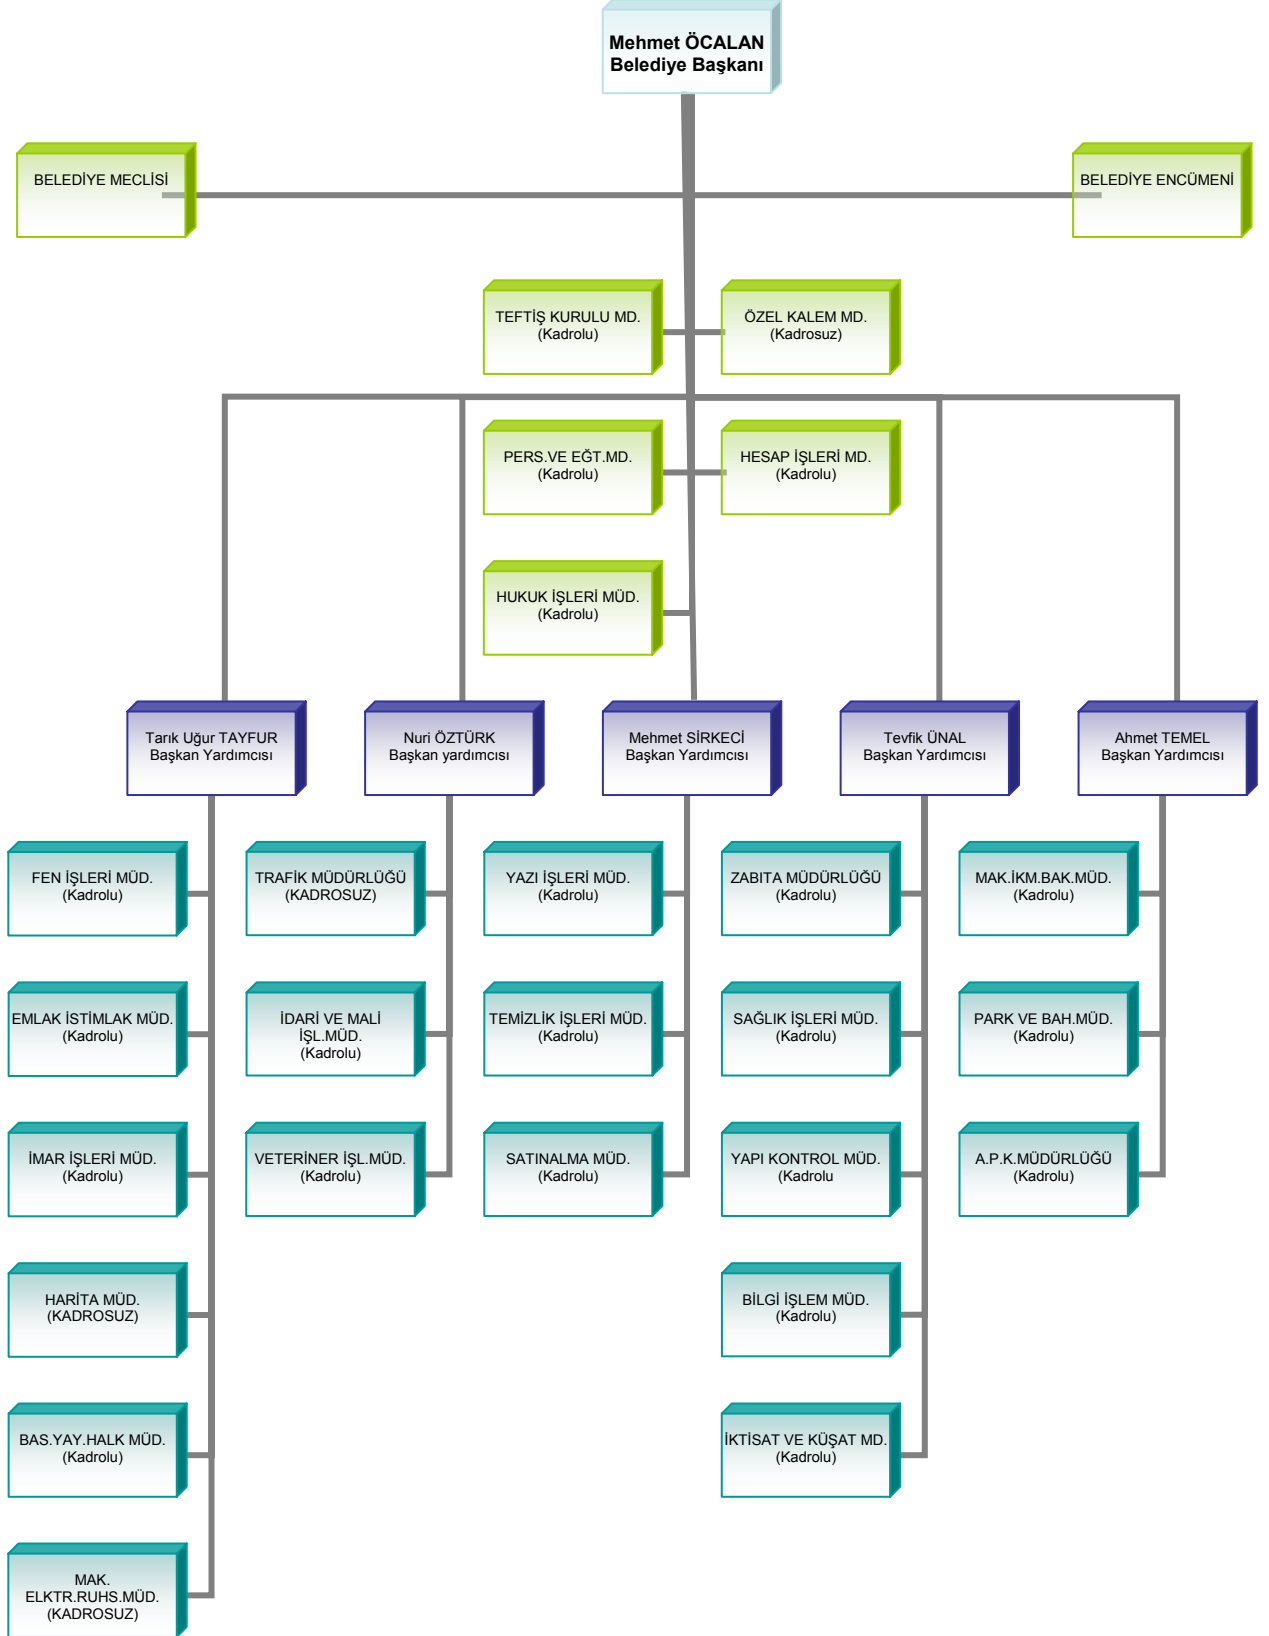 Mehmet ÖCALAN
Belediye Başkanı
BELEDİYE MECLİSİ
BELEDİYE ENCÜMENİ
TEFTİŞ KURULU MD.
(Kadrolu)
ÖZEL KALEM MD.
(Kadrosuz)
PERS.VE EĞT.MD.
(Kadrolu)
HESAP İŞLERİ MD.
(Kadrolu)
HUKUK İŞLERİ MÜD.
(Kadrolu)
Tarık Uğur TAYFUR
Başkan Yardımcısı
Nuri ÖZTÜRK
Başkan yardımcısı
Mehmet SİRKECİ
Başkan Yardımcısı
Tevfik ÜNAL
Başkan Yardımcısı
Ahmet TEMEL
Başkan Yardımcısı
FEN İŞLERİ MÜD.
(Kadrolu)
TRAFİK MÜDÜRLÜĞÜ
(KADROSUZ)
YAZI İŞLERİ MÜD.
(Kadrolu)
ZABITA MÜDÜRLÜĞÜ
(Kadrolu)
MAK.İKM.BAK.MÜD.
(Kadrolu)
EMLAK İSTİMLAK MÜD.
(Kadrolu)
İDARİ VE MALİ
İŞL.MÜD.
(Kadrolu)
TEMİZLİK İŞLERİ MÜD.
(Kadrolu)
SAĞLIK İŞLERİ MÜD.
(Kadrolu)
PARK VE BAH.MÜD.
(Kadrolu)
İMAR İŞLERİ MÜD.
(Kadrolu)
VETERİNER İŞL.MÜD.
(Kadrolu)
SATINALMA MÜD.
(Kadrolu)
YAPI KONTROL MÜD.
(Kadrolu
A.P.K.MÜDÜRLÜĞÜ
(Kadrolu)
HARİTA MÜD.
(KADROSUZ)
BİLGİ İŞLEM MÜD.
(Kadrolu)
BAS.YAY.HALK MÜD.
(Kadrolu)
İKTİSAT VE KÜŞAT MD.
(Kadrolu)
MAK.
ELKTR.RUHS.MÜD.
(KADROSUZ)